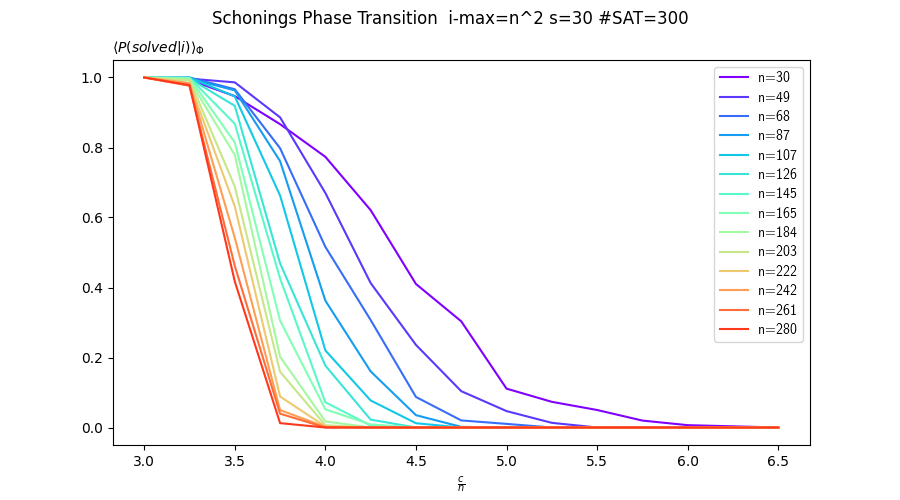 Schonings Phase Transition  i-max=n^2 s=30 #SAT=300
⟨P(solved|i)⟩Φ
1.0
0.8
0.6
0.4
0.2
0.0
3.0 3.5 4.0 4.5 5.0 5.5 6.0 6.5
c/n
n=30
n=49
n=68
n=87
n=107
n=126
n=145
n=165
n=184
n=203
n=222
n=242
n=261
n=280